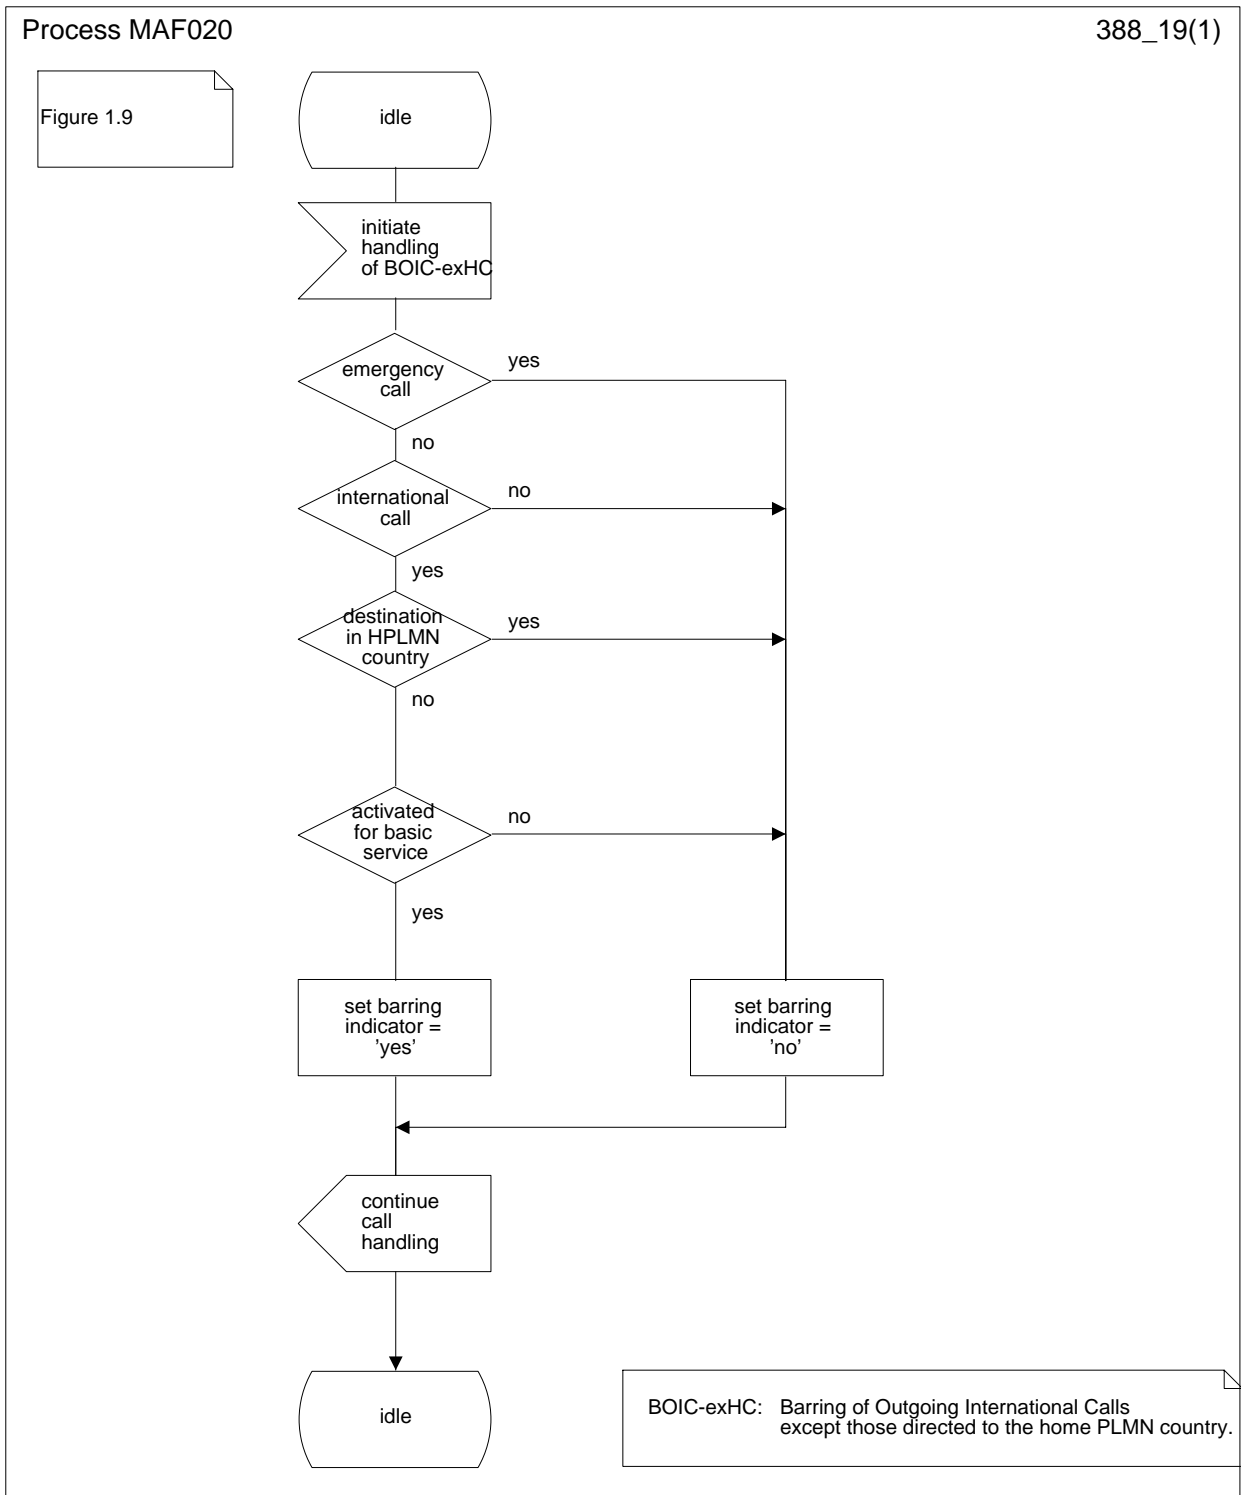 Process MAF020
388_19(1)
Figure 1.9
idle
initiate
handling
of BOIC-exHC
emergency
call
yes
no
international
call
no
yes
destination
in HPLMN
country
yes
no
activated
for basic
service
no
yes
set barring
indicator =
’yes’
set barring
indicator =
’no’
continue
call
handling
idle
BOIC-exHC: Barring of Outgoing International Calls
except those directed to the home PLMN country.